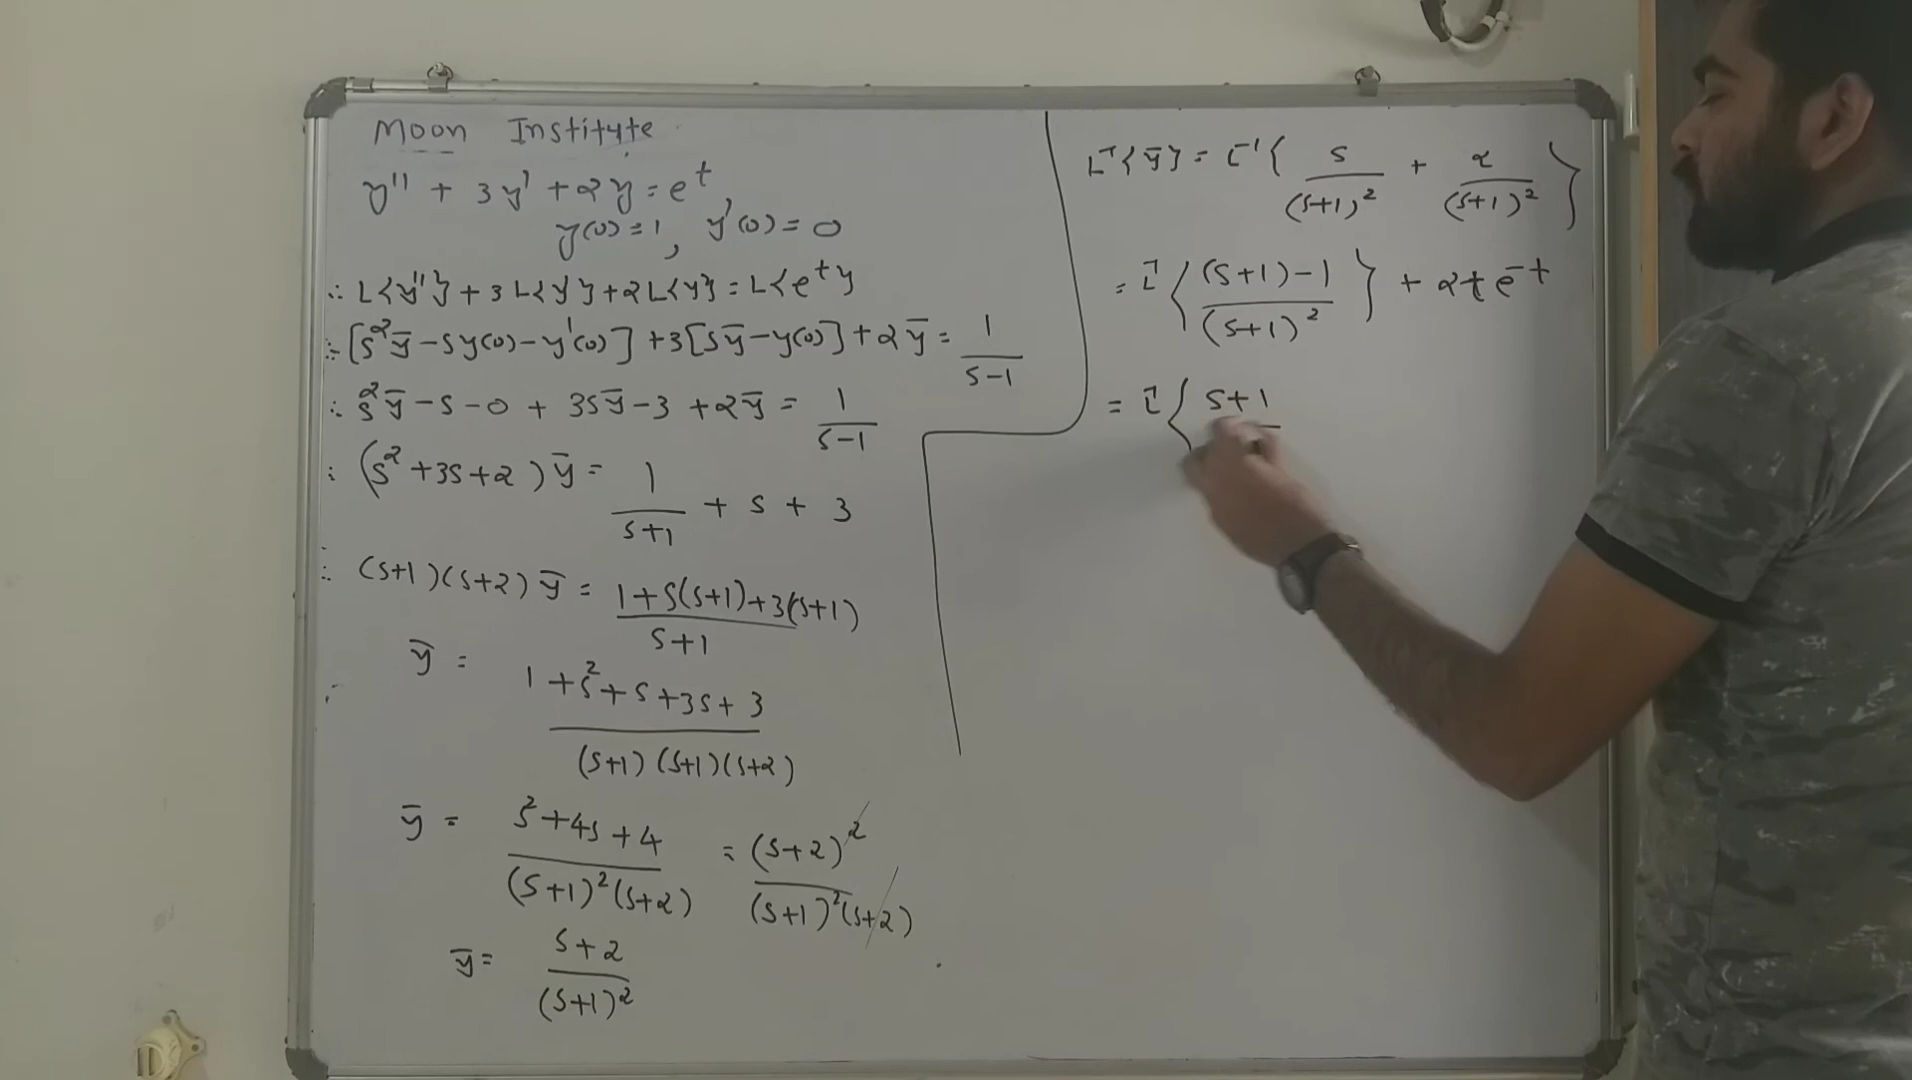 Moon Institute
y'' + 3y' + 2y = e^t,
y(0) = 1, y'(0) = 0
∴ L{y''} + 3L{y'} + 2L{y} = L{e^t}
∴ [s²ȳ - sy(0) - y'(0)] + 3[sȳ - y(0)] + 2ȳ = 1/(s-1)
∴ s²ȳ - s - 0 + 3sȳ - 3 + 2ȳ = 1/(s-1)
: (s² + 3s + 2)ȳ = 1/(s+1) + s + 3
∴ (s+1)(s+2)ȳ = (1 + s(s+1) + 3(s+1))/(s+1)
ȳ = (1 + s² + s + 3s + 3)/((s+1)(s+1)(s+2))
ȳ = (s² + 4s + 4)/((s+1)²(s+2)) = (s+2)²/((s+1)²(s+2))
ȳ = (s+2)/(s+1)²
L⁻¹{ȳ} = L⁻¹{ s/(s+1)² + 2/(s+1)² }
= L⁻¹{ ((s+1) - 1)/(s+1)² } + 2te^-t
= L⁻¹{ s+1